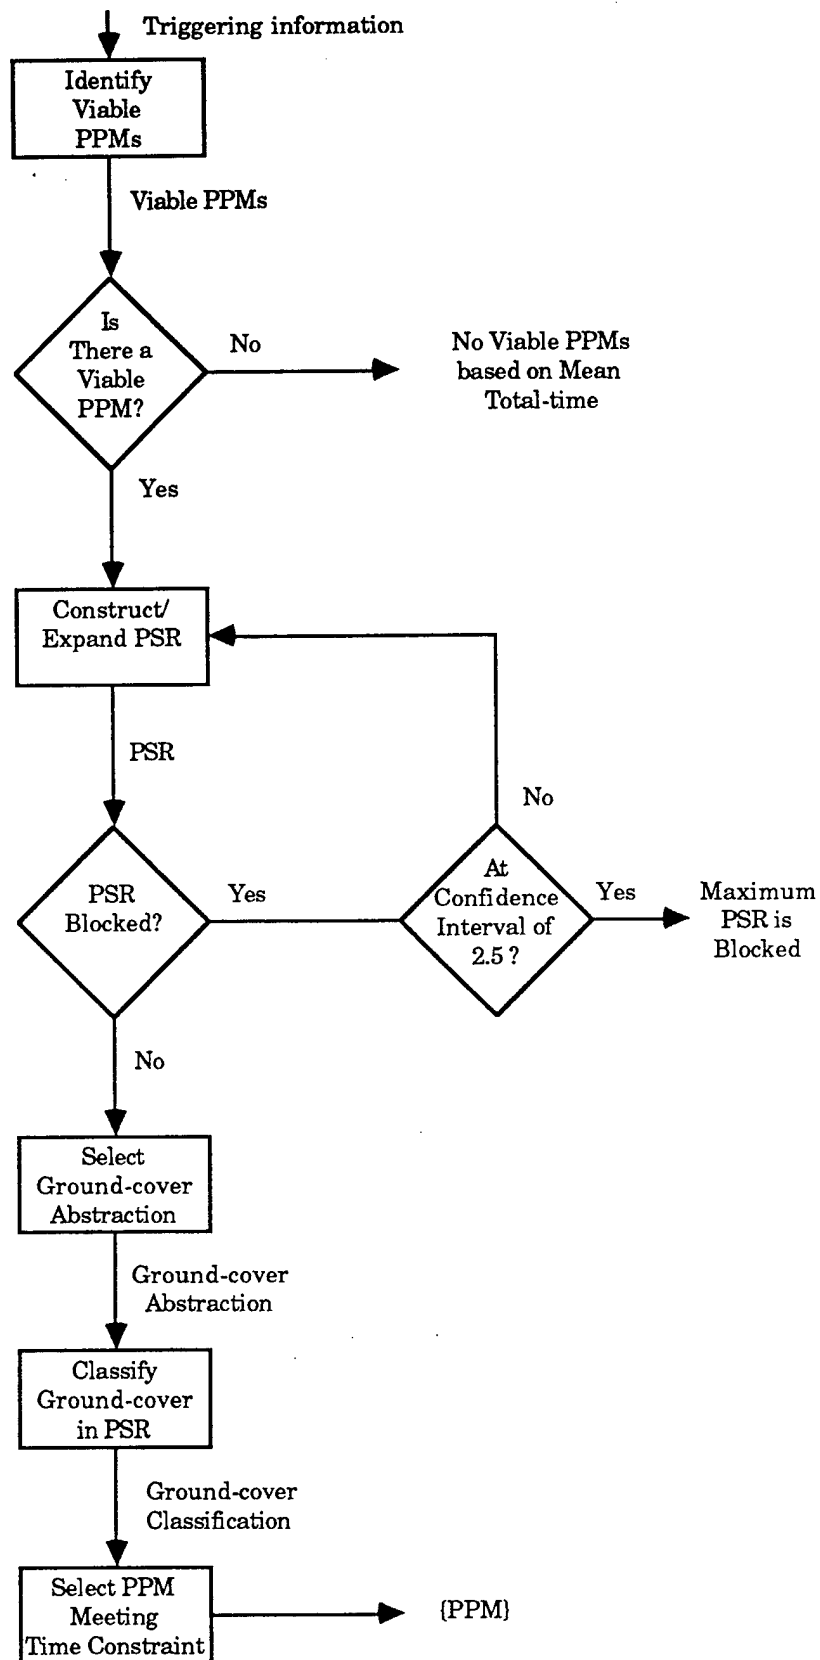 Triggering information
Identify
Viable
PPMs
Viable PPMs
Is
There a
Viable
PPM?
No
No Viable PPMs
based on Mean
Total-time
Yes
Construct/
Expand PSR
PSR
No
PSR
Blocked?
Yes
At
Confidence
Interval of
2.5 ?
Yes
Maximum
PSR is
Blocked
No
Select
Ground-cover
Abstraction
Ground-cover
Abstraction
Classify
Ground-cover
in PSR
Ground-cover
Classification
Select PPM
Meeting
Time Constraint
{PPM}